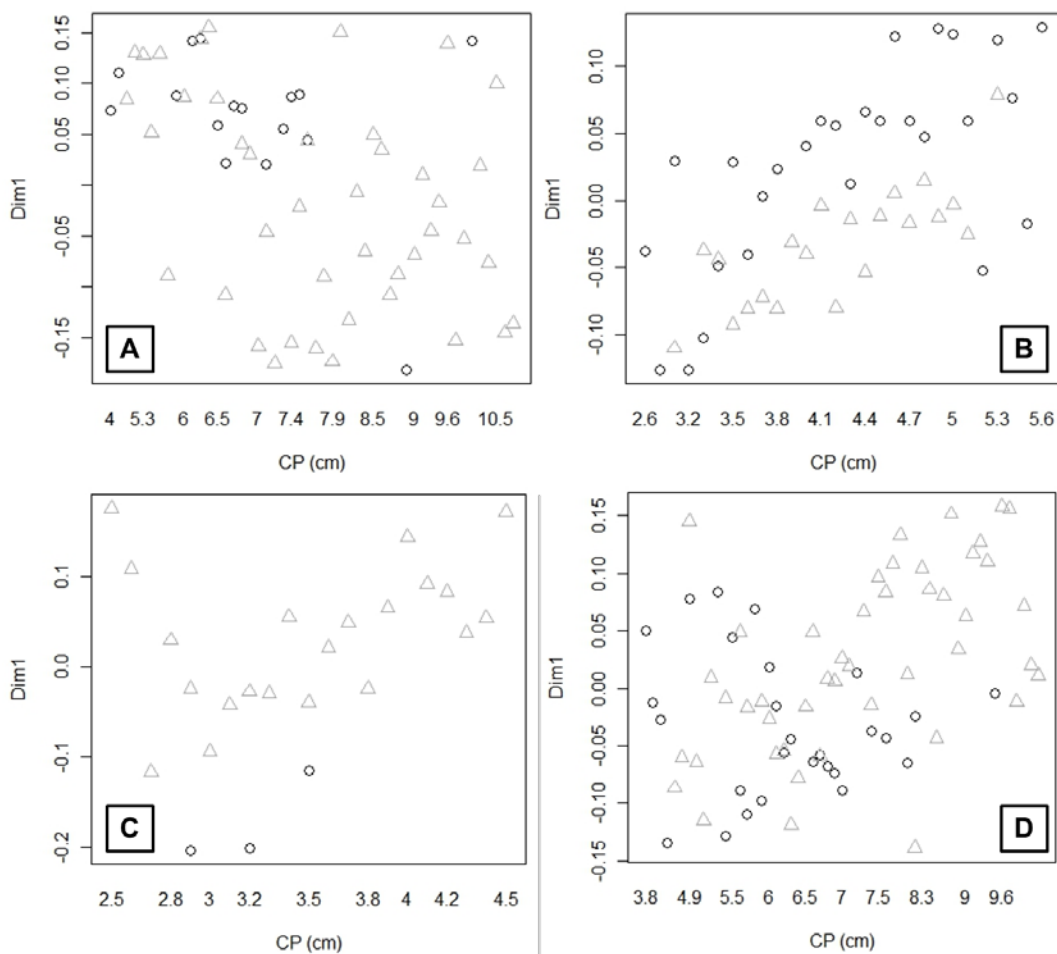 0.15
0.10
0.05
-0.05
-0.15
Dim1
A
4 5.3 6 6.5 7 7.4 7.9 8.5 9 9.6 10.5
CP (cm)
0.10
0.05
0.00
-0.05
-0.10
Dim1
B
2.6 3.2 3.5 3.8 4.1 4.4 4.7 5 5.3 5.6
CP (cm)
0.1
0.0
-0.1
-0.2
Dim1
C
2.5 2.8 3 3.2 3.5 3.8 4 4.2 4.5
CP (cm)
0.15
0.10
0.05
0.00
-0.05
-0.10
-0.15
Dim1
D
3.8 4.9 5.5 6 6.5 7 7.5 8.3 9 9.6
CP (cm)